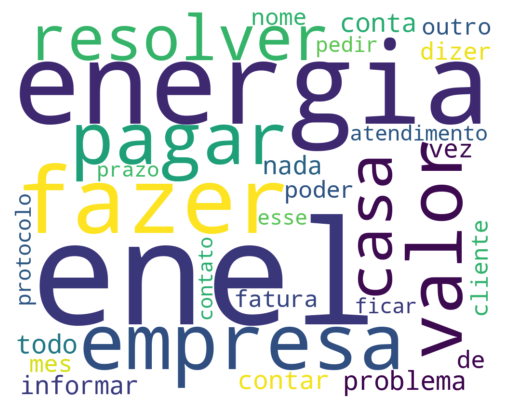 nome
conta
outro
resolver
pedir
dizer
energia
pagar
atendimento
vez
prazo
nada
casa
valor
fazer
poder
esse
protocolo
contato
enel
fatura
ficar
cliente
todo
empresa
mes
de
informar
contar
problema